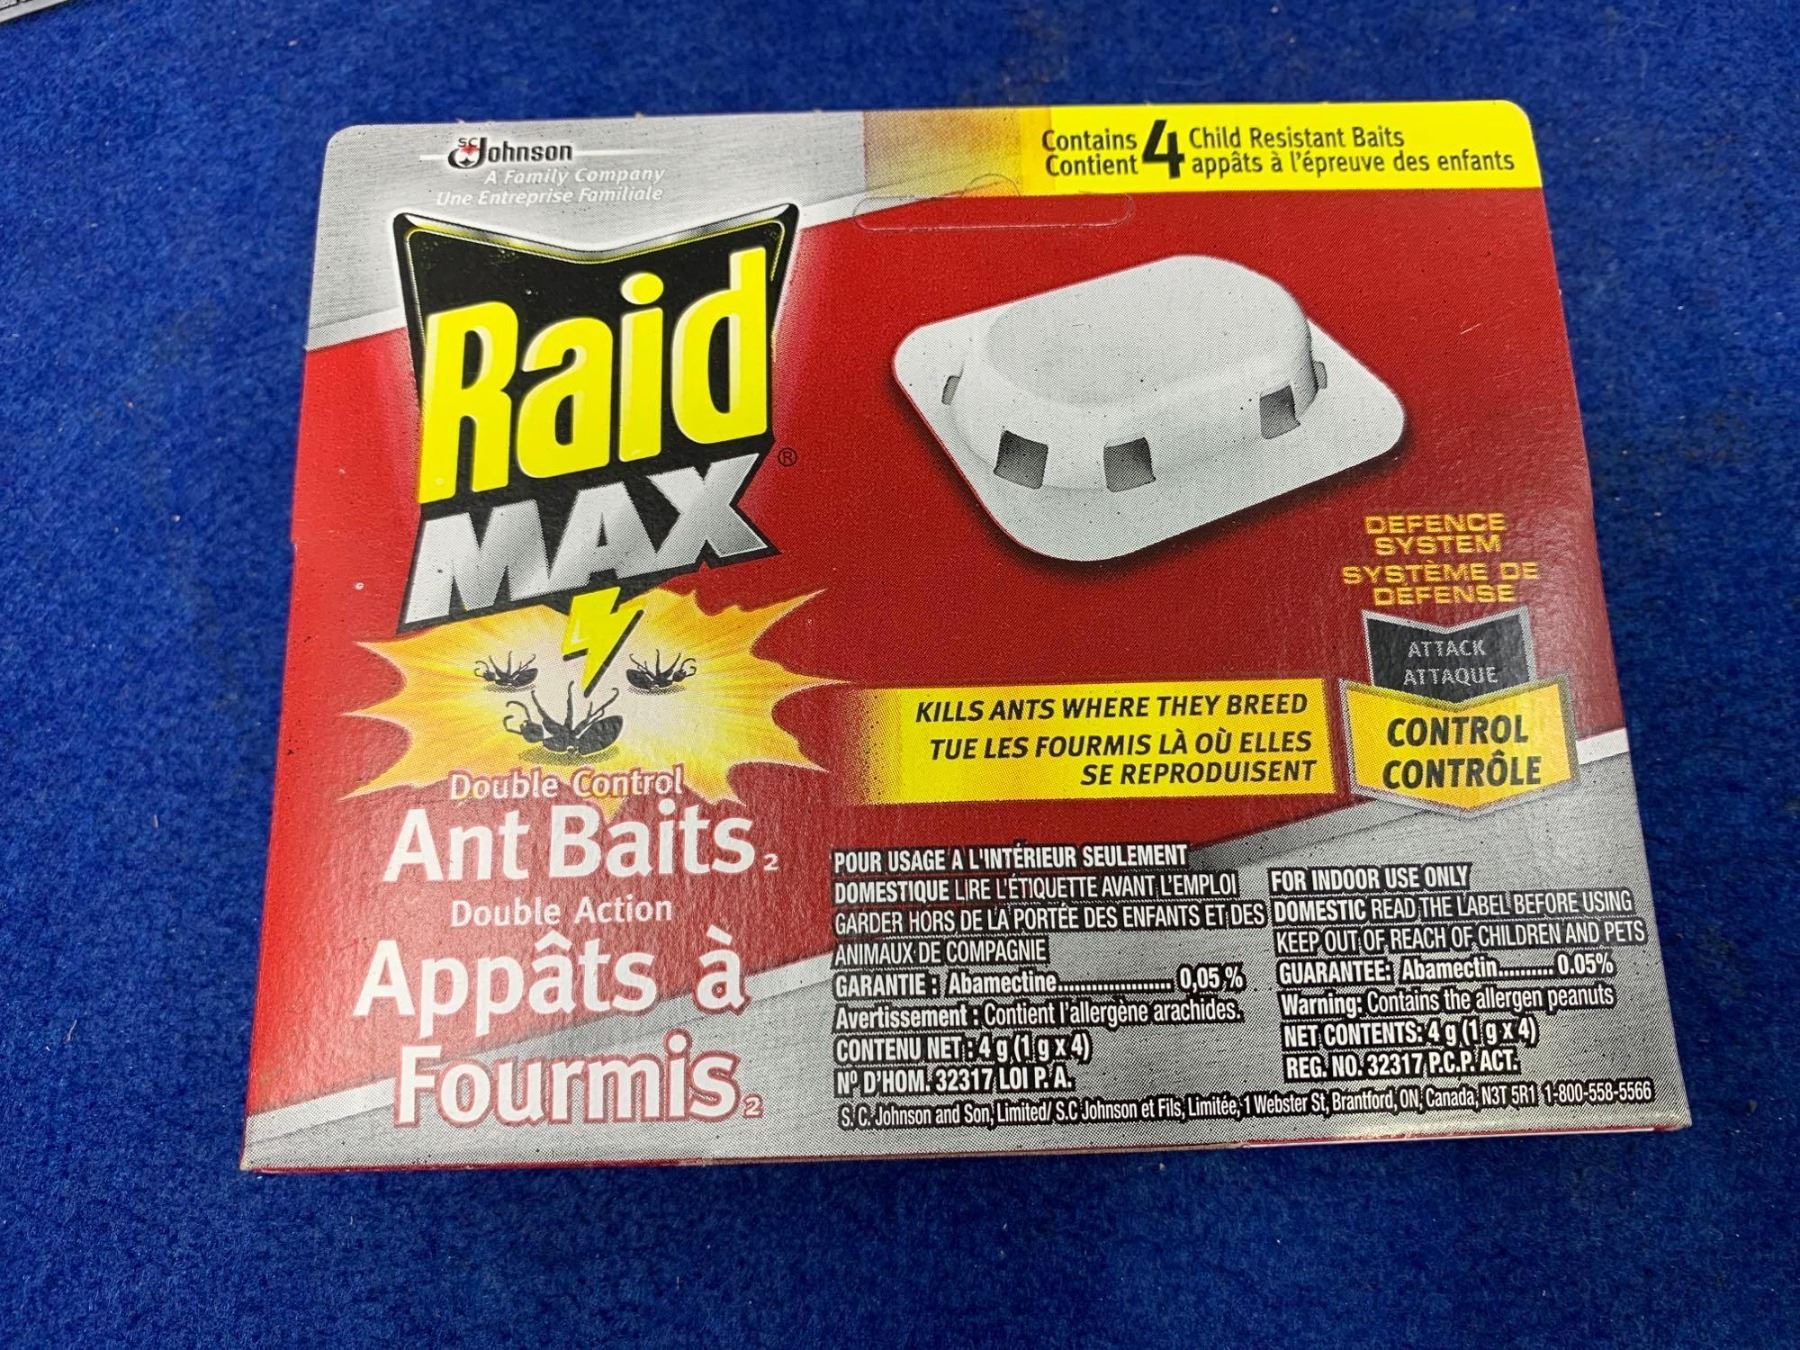 SC Johnson
A Family Company
Une Entreprise Familiale
Contains 4 Child Resistant Baits
Contient appâts à l'épreuve des enfants
Raid
MAX®
Double Control
Ant Baits 2
Double Action
Appâts à
Fourmis 2
DEFENCE
SYSTEM
SYSTÈME DE
DÉFENSE
ATTACK
ATTAQUE
CONTROL
CONTRÔLE
KILLS ANTS WHERE THEY BREED
TUE LES FOURMIS LÀ OÙ ELLES
SE REPRODUISENT
POUR USAGE A L'INTÉRIEUR SEULEMENT
DOMESTIQUE LIRE L'ÉTIQUETTE AVANT L'EMPLOI
GARDER HORS DE LA PORTÉE DES ENFANTS ET DES
ANIMAUX DE COMPAGNIE
GARANTIE : Abamectine.................... 0,05 %
Avertissement : Contient l'allergène arachides.
CONTENU NET : 4 g (1 g x 4)
Nº D'HOM. 32317 LOI P. A.
FOR INDOOR USE ONLY
DOMESTIC READ THE LABEL BEFORE USING
KEEP OUT OF REACH OF CHILDREN AND PETS
GUARANTEE: Abamectin.......... 0.05%
Warning: Contains the allergen peanuts
NET CONTENTS: 4 g (1 g x 4)
REG. NO. 32317 P.C.P. ACT.
S. C. Johnson and Son, Limited/ S.C Johnson et Fils, Limitée, 1 Webster St, Brantford, ON, Canada, N3T 5R1 1-800-558-5566